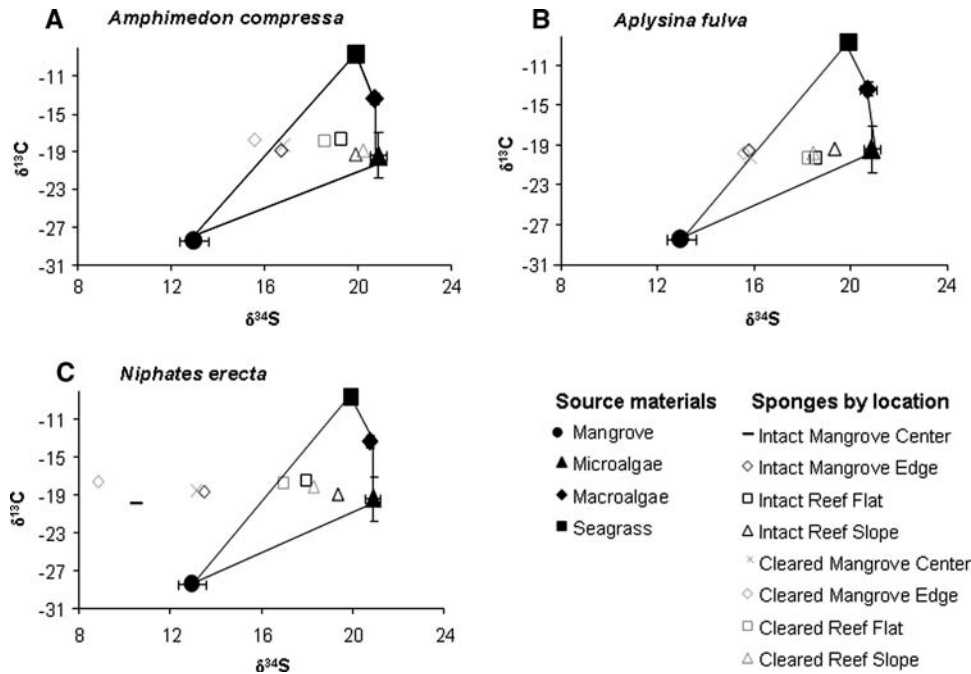 A Amphimedon compressa
-11
-15
-19
-23
-27
-31
δ13C
8 12 16 20 24
δ34S
B Aplysina fulva
-11
-15
-19
-23
-27
-31
δ13C
8 12 16 20 24
δ34S
C Niphates erecta
-11
-15
-19
-23
-27
-31
δ13C
8 12 16 20 24
δ34S
Source materials
Mangrove
Microalgae
Macroalgae
Seagrass
Sponges by location
Intact Mangrove Center
Intact Mangrove Edge
Intact Reef Flat
Intact Reef Slope
Cleared Mangrove Center
Cleared Mangrove Edge
Cleared Reef Flat
Cleared Reef Slope